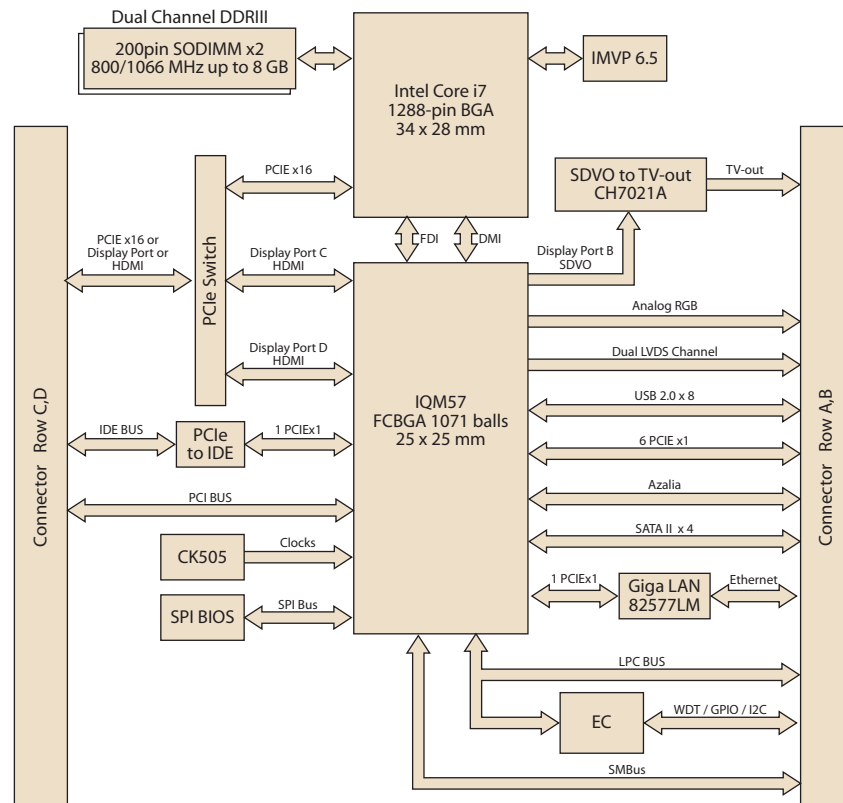 Dual Channel DDRIII
200pin SODIMM x2
800/1066 MHz up to 8 GB
Intel Core i7
1288-pin BGA
34 x 28 mm
IMVP 6.5
SDVO to TV-out
CH7021A
TV-out
PCIE x16
FDI
DMI
Display Port B
SDVO
PCIE x16 or
Display Port or
HDMI
PCIe Switch
Display Port C
HDMI
Display Port D
HDMI
Analog RGB
Dual LVDS Channel
IQM57
FCBGA 1071 balls
25 x 25 mm
USB 2.0 x 8
6 PCIE x1
Azalia
SATA II x 4
Connector Row C,D
Connector Row A,B
IDE BUS
PCIe
to IDE
1 PCIEx1
PCI BUS
CK505
Clocks
SPI BIOS
SPI Bus
1 PCIEx1
Giga LAN
82577LM
Ethernet
LPC BUS
EC
WDT / GPIO / I2C
SMBus